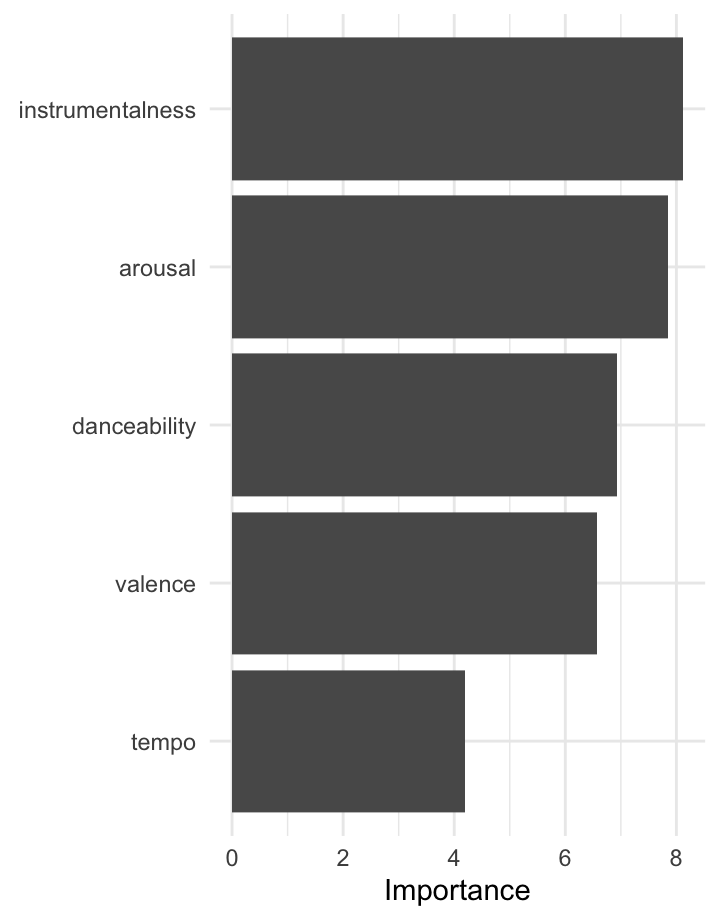 instrumentalness
arousal
danceability
valence
tempo
0 2 4 6 8
Importance